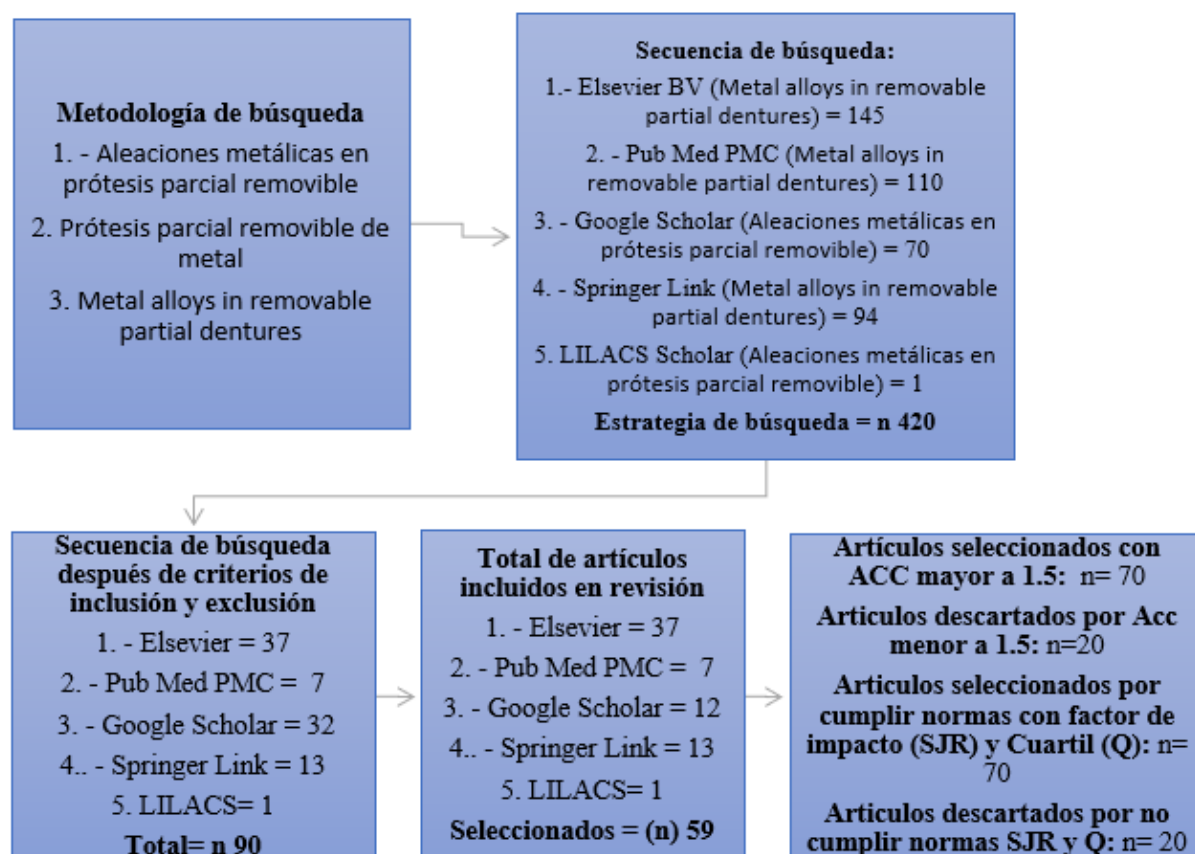 Metodología de búsqueda
1. - Aleaciones metálicas en
prótesis parcial removible
2. Prótesis parcial removible de
metal
3. Metal alloys in removable
partial dentures
Secuencia de búsqueda:
1.- Elsevier BV (Metal alloys in removable
partial dentures) = 145
2. - Pub Med PMC (Metal alloys in
removable partial dentures) = 110
3. - Google Scholar (Aleaciones metálicas en
prótesis parcial removible) = 70
4. - Springer Link (Metal alloys in removable
partial dentures) = 94
5. LILACS Scholar (Aleaciones metálicas en
prótesis parcial removible) = 1
Estrategia de búsqueda = n 420
Secuencia de búsqueda
después de criterios de
inclusión y exclusión
1. - Elsevier = 37
2. - Pub Med PMC =  7
3. - Google Scholar = 32
4.. - Springer Link = 13
5. LILACS= 1
Total= n 90
Total de artículos
incluidos en revisión
1. - Elsevier = 37
2. - Pub Med PMC =  7
3. - Google Scholar = 12
4.. - Springer Link = 13
5. LILACS= 1
Seleccionados = (n) 59
Artículos seleccionados con
ACC mayor a 1.5:  n= 70
Articulos descartados por Acc
menor a 1.5: n=20
Articulos seleccionados por
cumplir normas con factor de
impacto (SJR) y Cuartil (Q): n=
70
Articulos descartados por no
cumplir normas SJR y Q: n= 20